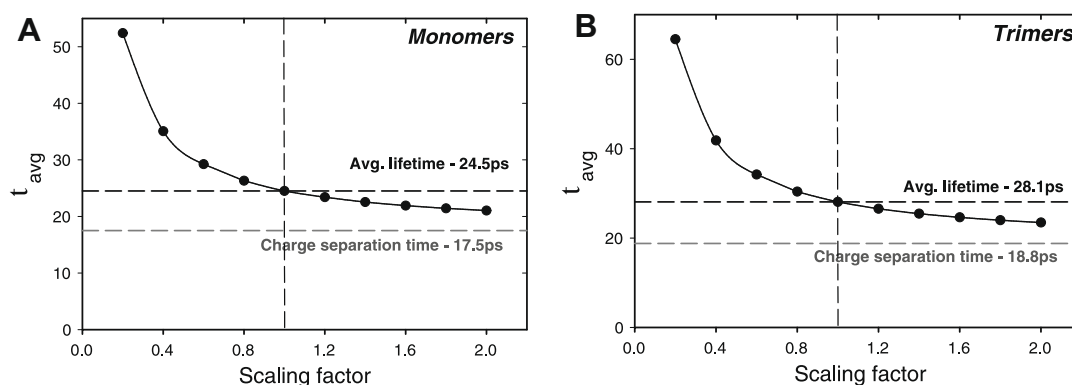 A
Monomers
50
40
30
20
10
0
t avg
Avg. lifetime - 24.5ps
Charge separation time - 17.5ps
0.0 0.4 0.8 1.2 1.6 2.0
Scaling factor
B
Trimers
60
40
20
0
t avg
Avg. lifetime - 28.1ps
Charge separation time - 18.8ps
0.0 0.4 0.8 1.2 1.6 2.0
Scaling factor